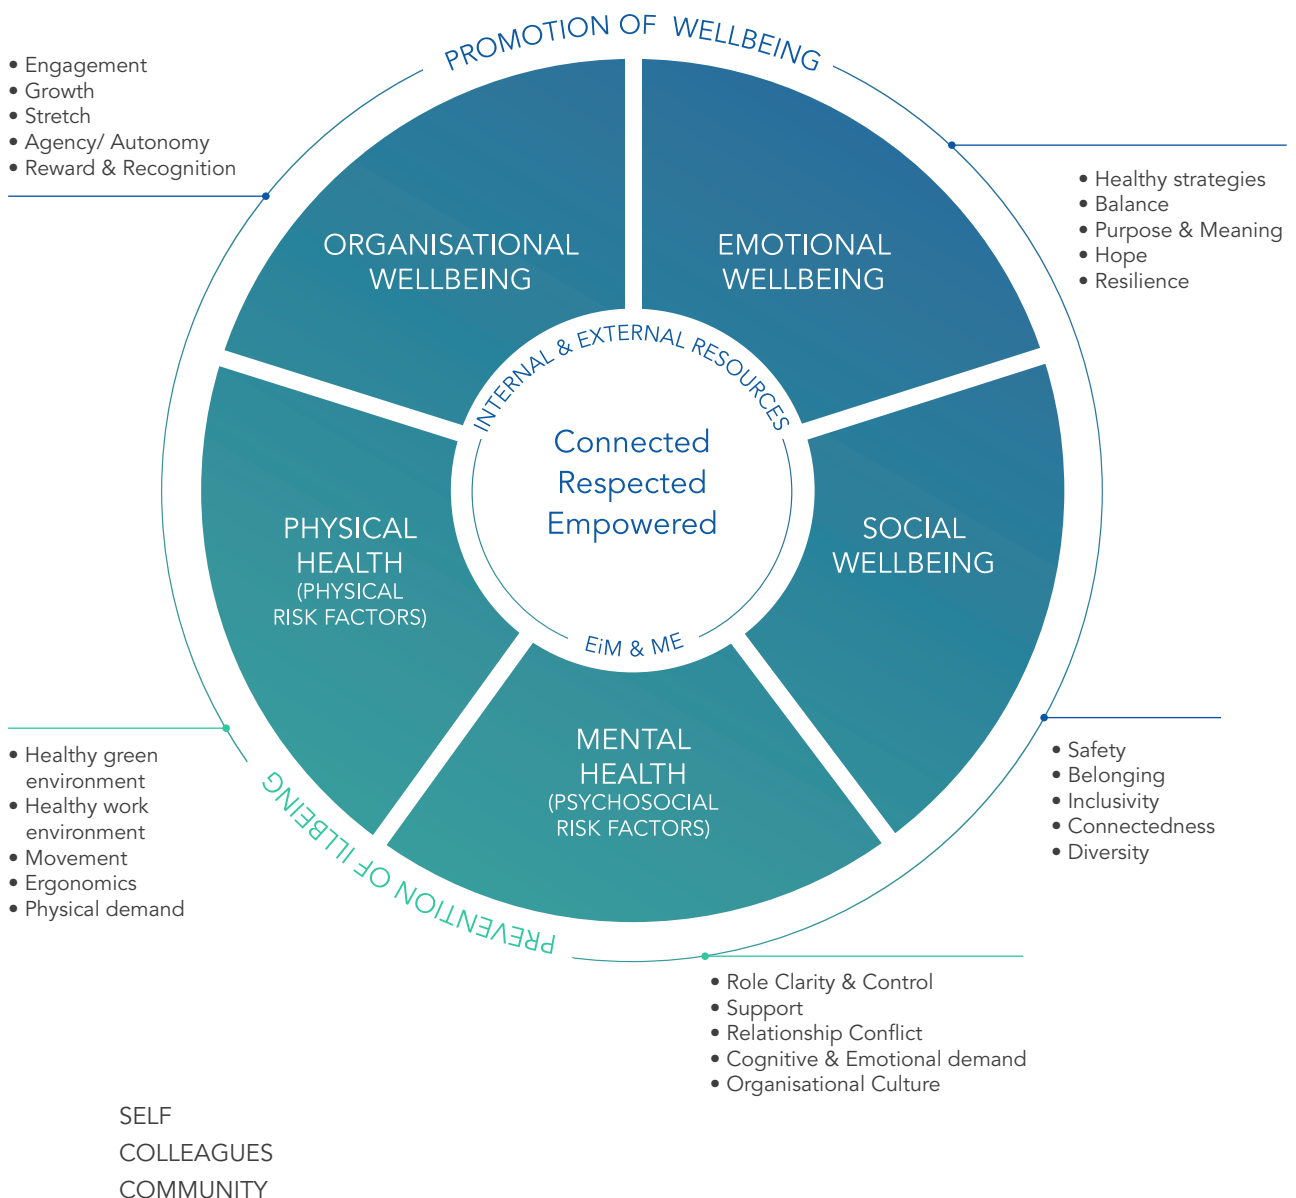 PROMOTION OF WELLBEING
• Engagement
• Growth
• Stretch
• Agency/ Autonomy
• Reward & Recognition
• Healthy strategies
• Balance
• Purpose & Meaning
• Hope
• Resilience
ORGANISATIONAL
WELLBEING
EMOTIONAL
WELLBEING
INTERNAL & EXTERNAL RESOURCES
Connected
Respected
Empowered
EiM & ME
PHYSICAL
HEALTH
(PHYSICAL
RISK FACTORS)
SOCIAL
WELLBEING
MENTAL
HEALTH
(PSYCHOSOCIAL
RISK FACTORS)
• Healthy green
environment
• Healthy work
environment
• Movement
• Ergonomics
• Physical demand
PREVENTION OF ILLBEING
• Safety
• Belonging
• Inclusivity
• Connectedness
• Diversity
• Role Clarity & Control
• Support
• Relationship Conflict
• Cognitive & Emotional demand
• Organisational Culture
SELF
COLLEAGUES
COMMUNITY